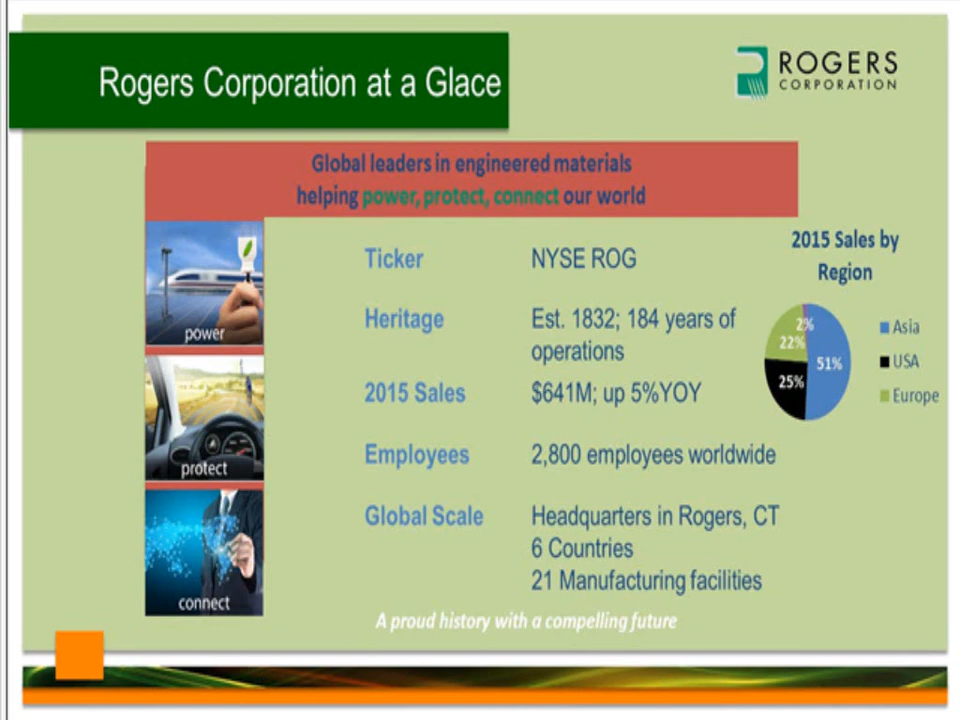 Rogers Corporation at a Glace
ROGERS
CORPORATION
Global leaders in engineered materials
helping power, protect, connect our world
power
protect
connect
Ticker NYSE ROG
Heritage Est. 1832; 184 years of
operations
2015 Sales $641M; up 5%YOY
Employees 2,800 employees worldwide
Global Scale Headquarters in Rogers, CT
6 Countries
21 Manufacturing facilities
2015 Sales by
Region
2%
22%
51%
25%
Asia
USA
Europe
A proud history with a compelling future